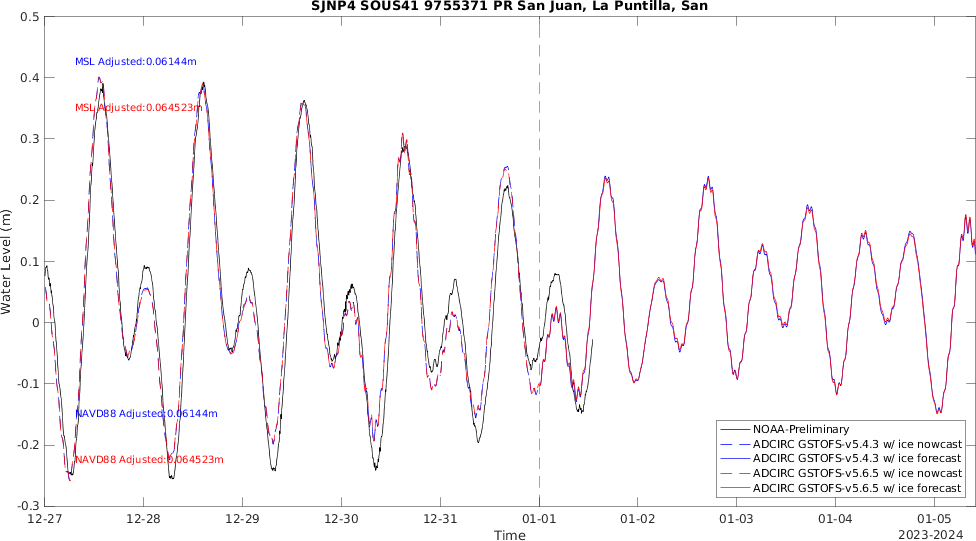 SJNP4 SOUS41 9755371 PR San Juan, La Puntilla, San
0.5
0.4
0.3
0.2
0.1
0
-0.1
-0.2
-0.3
Water Level (m)
MSL Adjusted:0.06144m
MSL Adjusted:0.064523m
NAVD88 Adjusted:0.06144m
NAVD88 Adjusted:0.064523m
NOAA-Preliminary
ADCIRC GSTOFS-v5.4.3 w/ ice nowcast
ADCIRC GSTOFS-v5.4.3 w/ ice forecast
ADCIRC GSTOFS-v5.6.5 w/ ice nowcast
ADCIRC GSTOFS-v5.6.5 w/ ice forecast
12-27 12-28 12-29 12-30 12-31 01-01 01-02 01-03 01-04 01-05
Time
2023-2024